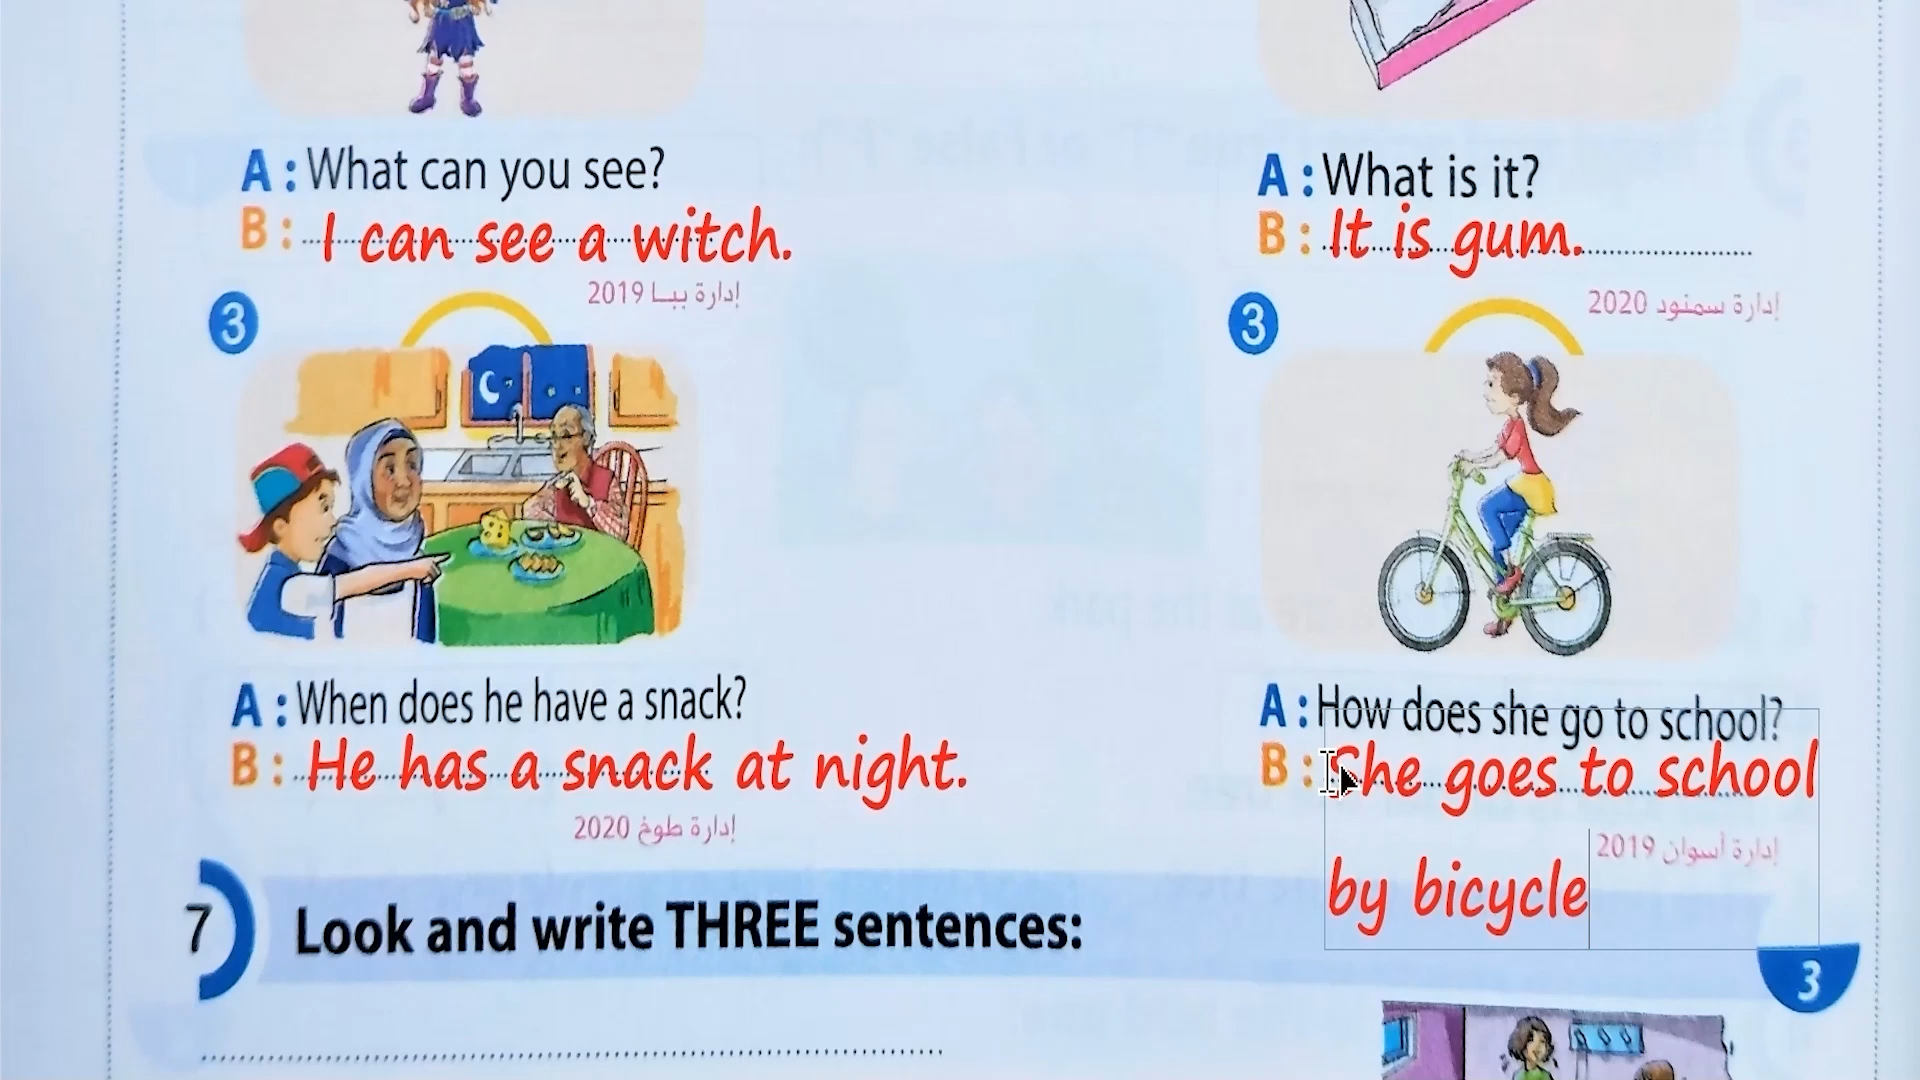 A : What can you see?
B : I can see a witch.
إدارة ببا 2019
A : What is it?
B : It is gum.
إدارة سمنود 2020
3
A : When does he have a snack?
B : He has a snack at night.
إدارة طوخ 2020
3
A : How does she go to school?
B : She goes to school
by bicycle
إدارة أسوان 2019
7 Look and write THREE sentences:
3